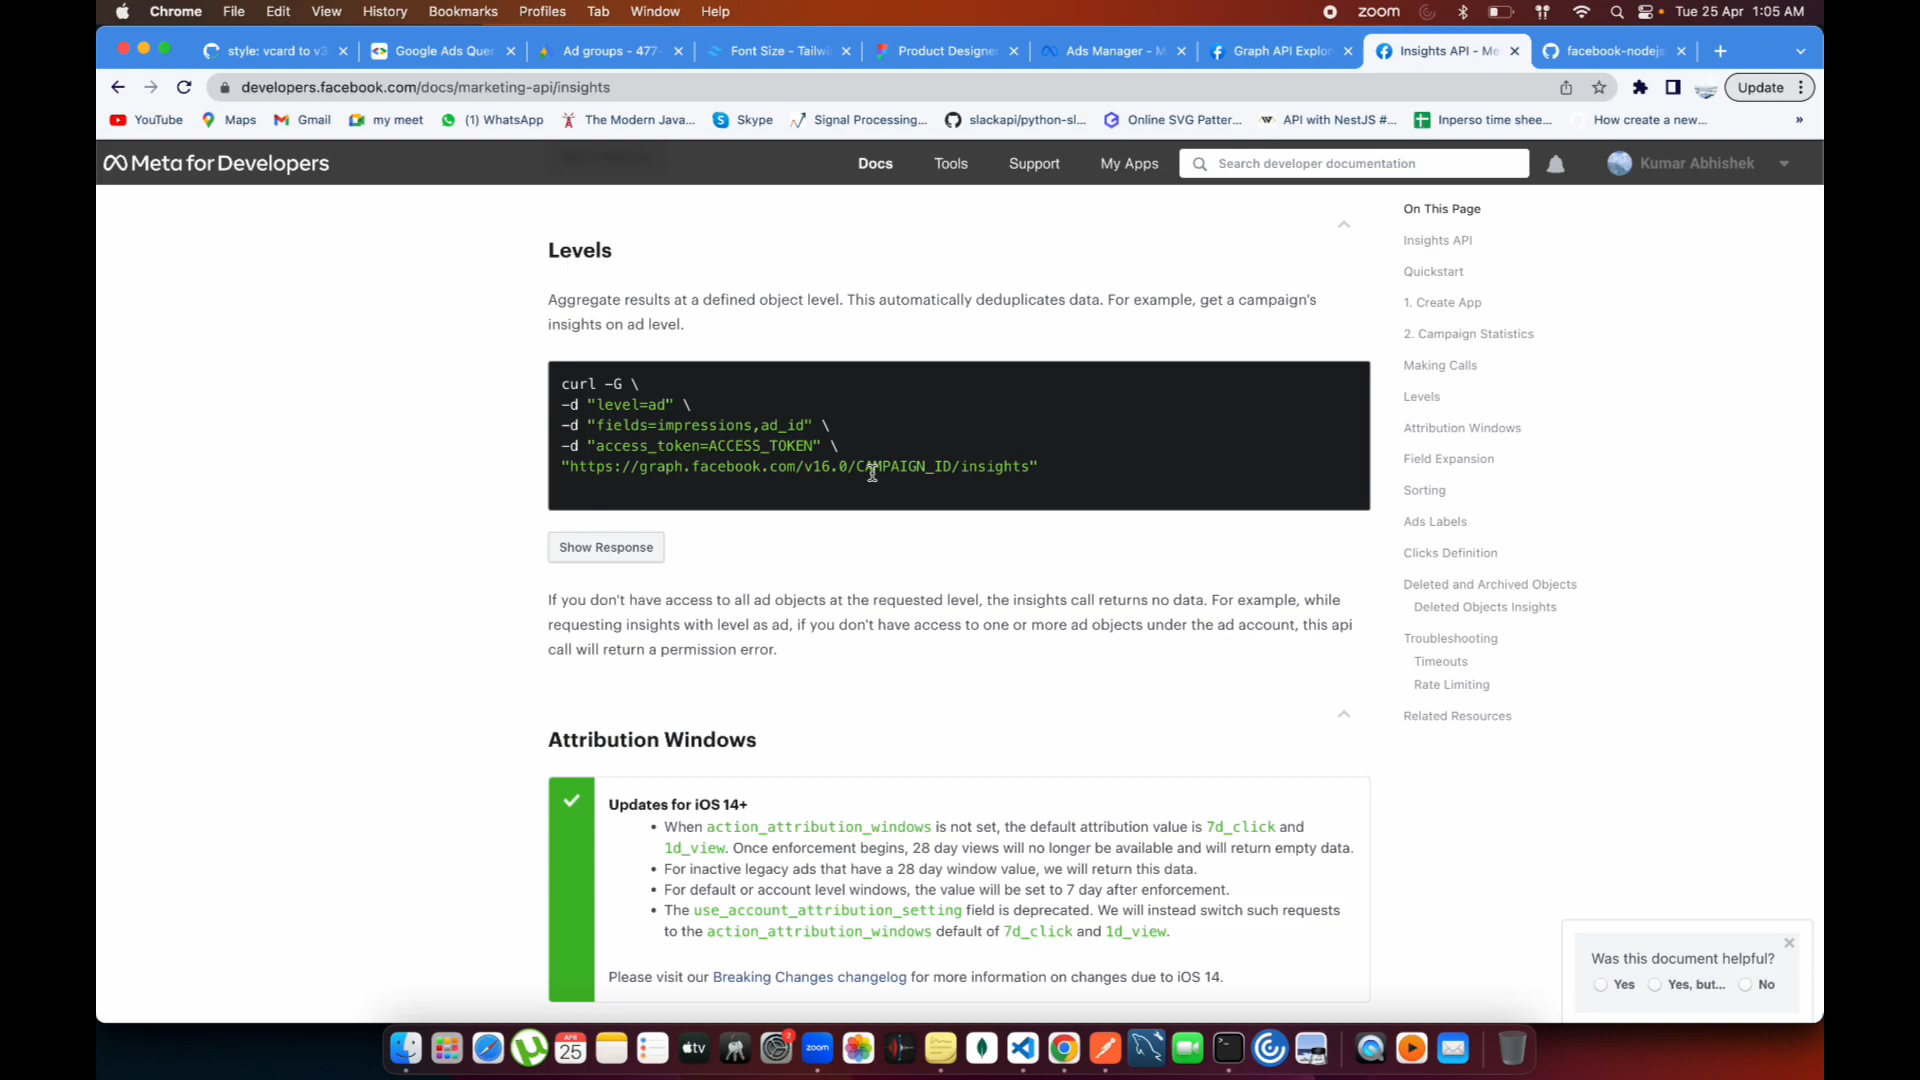 Chrome File Edit View History Bookmarks Profiles Tab Window Help zoom Tue 25 Apr 1:05 AM
style: vcard to v3 Google Ads Quer Ad groups - 477- Font Size - Tailwi Product Designe Ads Manager - M Graph API Explo Insights API - Me facebook-nodejs
developers.facebook.com/docs/marketing-api/insights Update
YouTube Maps Gmail my meet (1) WhatsApp The Modern Java... Skype Signal Processing... slackapi/python-sl... Online SVG Patter... API with NestJS #... Inperso time shee... How create a new... »
Meta for Developers Docs Tools Support My Apps Search developer documentation Kumar Abhishek
Levels
Aggregate results at a defined object level. This automatically deduplicates data. For example, get a campaign's
insights on ad level.
curl -G \
-d "level=ad" \
-d "fields=impressions,ad_id" \
-d "access_token=ACCESS_TOKEN" \
"https://graph.facebook.com/v16.0/CAMPAIGN_ID/insights"
Show Response
If you don't have access to all ad objects at the requested level, the insights call returns no data. For example, while
requesting insights with level as ad, if you don't have access to one or more ad objects under the ad account, this api
call will return a permission error.
Attribution Windows
Updates for iOS 14+
• When action_attribution_windows is not set, the default attribution value is 7d_click and
1d_view. Once enforcement begins, 28 day views will no longer be available and will return empty data.
• For inactive legacy ads that have a 28 day window value, we will return this data.
• For default or account level windows, the value will be set to 7 day after enforcement.
• The use_account_attribution_setting field is deprecated. We will instead switch such requests
to the action_attribution_windows default of 7d_click and 1d_view.
Please visit our Breaking Changes changelog for more information on changes due to iOS 14.
On This Page
Insights API
Quickstart
1. Create App
2. Campaign Statistics
Making Calls
Levels
Attribution Windows
Field Expansion
Sorting
Ads Labels
Clicks Definition
Deleted and Archived Objects
Deleted Objects Insights
Troubleshooting
Timeouts
Rate Limiting
Related Resources
Was this document helpful?
Yes Yes, but... No
APR 25 tv 2 zoom